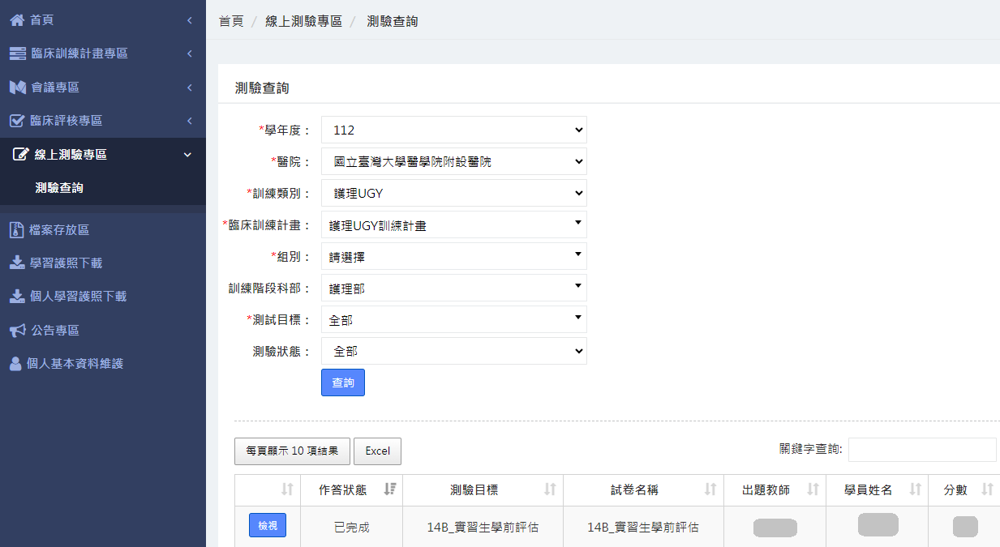 首頁
臨床訓練計畫專區
會議專區
臨床評核專區
線上測驗專區
測驗查詢
檔案存放區
學習護照下載
個人學習護照下載
公告專區
個人基本資料維護
首頁 / 線上測驗專區 / 測驗查詢
測驗查詢
*學年度： 112
*醫院： 國立臺灣大學醫學院附設醫院
*訓練類別： 護理UGY
*臨床訓練計畫： 護理UGY訓練計畫
*組別： 請選擇
訓練階段科部： 護理部
*測試目標： 全部
測驗狀態： 全部
查詢
每頁顯示 10 項結果 Excel 關鍵字查詢:
作答狀態 測驗目標 試卷名稱 出題教師 學員姓名 分數
檢視 已完成 14B_實習生學前評估 14B_實習生學前評估